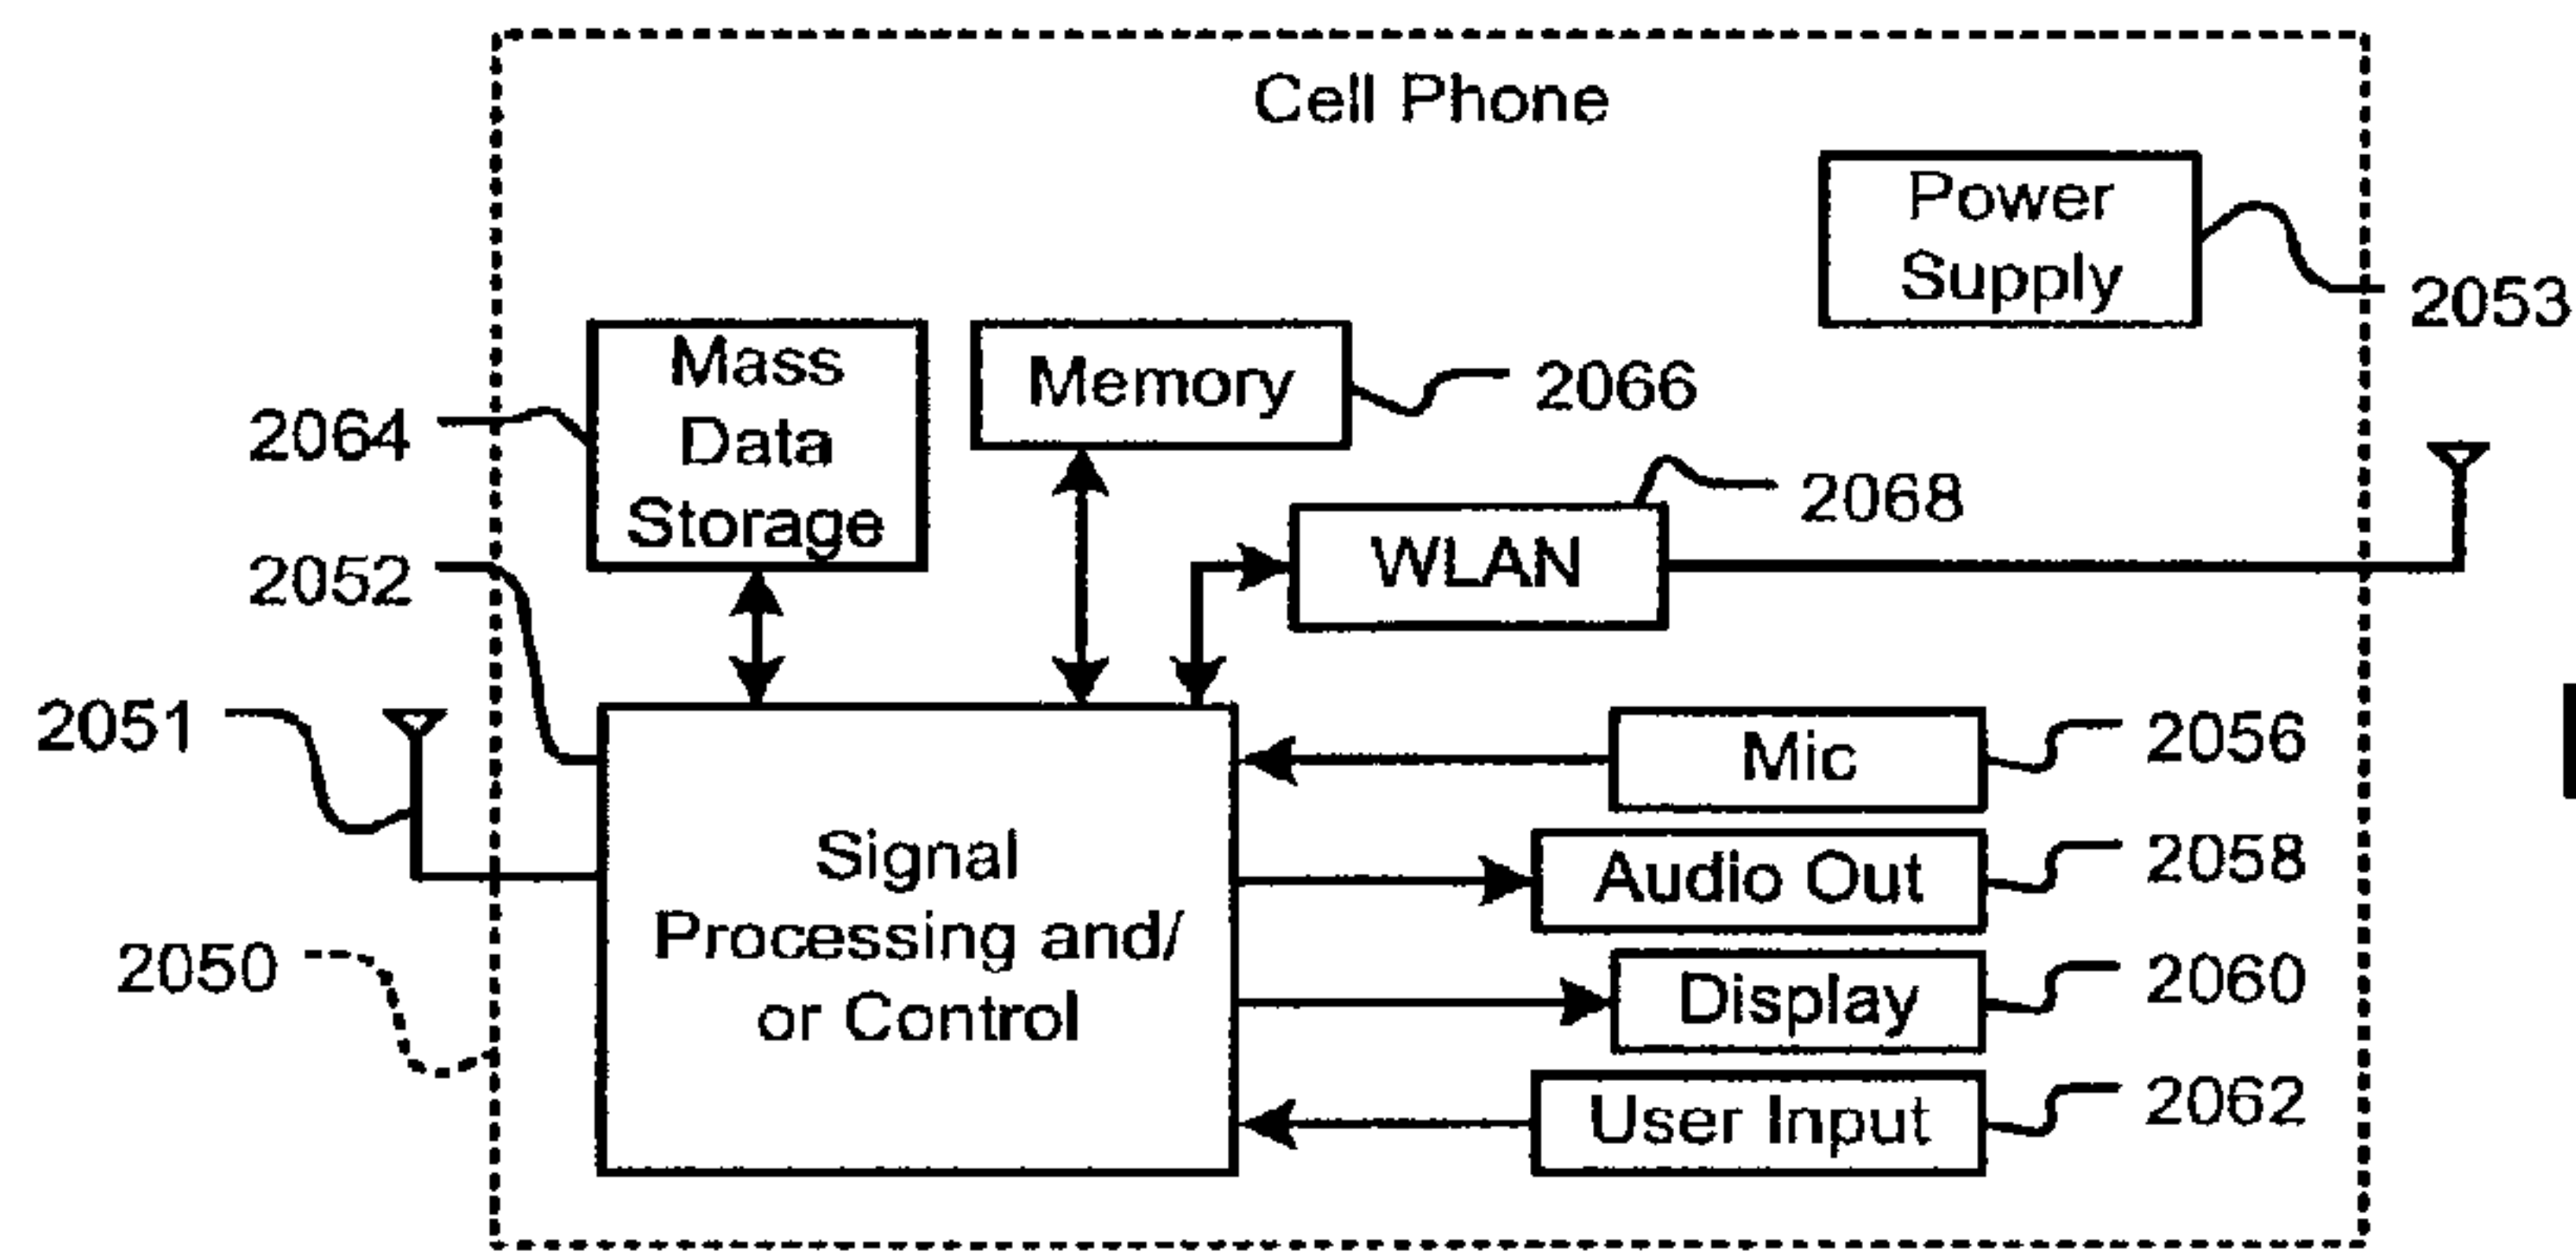 Cell Phone
Power
Supply
2053
Mass
Data
Storage
2064
Memory
2066
2068
WLAN
2052
2051
Signal
Processing and/
or Control
Mic
2056
Audio Out
2058
2050
Display
2060
User Input
2062